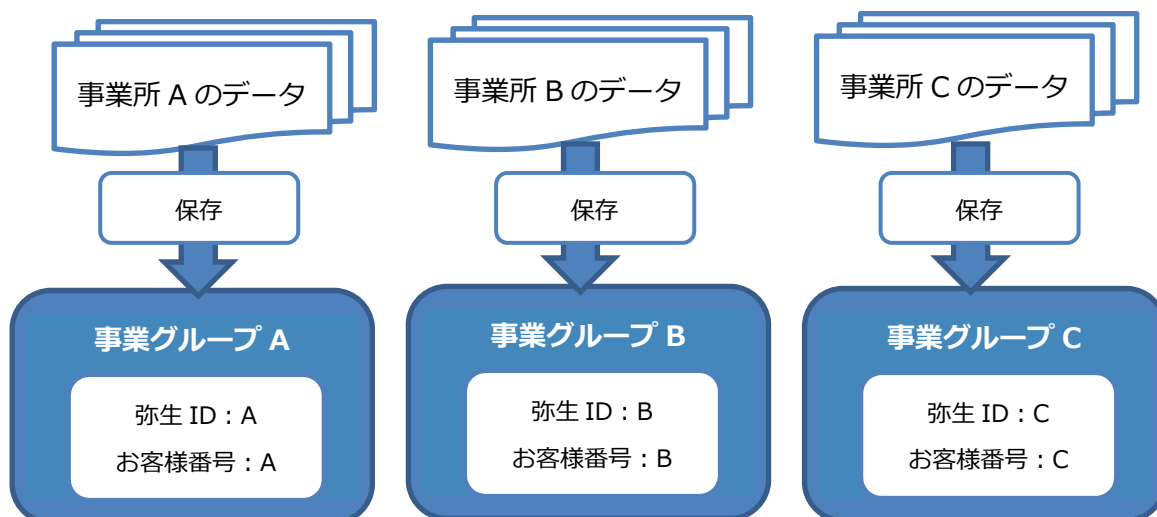 事業所 A のデータ
事業所 B のデータ
事業所 C のデータ
保存
保存
保存
事業グループ A
弥生 ID：A
お客様番号：A
事業グループ B
弥生 ID：B
お客様番号：B
事業グループ C
弥生 ID：C
お客様番号：C